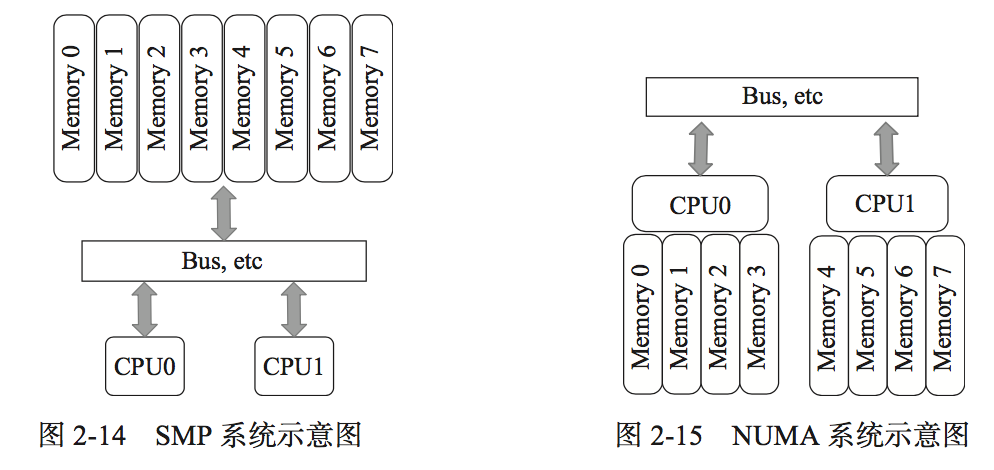 Memory 0
Memory 1
Memory 2
Memory 3
Memory 4
Memory 5
Memory 6
Memory 7
Bus, etc
CPU0
CPU1
图 2-14 SMP 系统示意图
Bus, etc
CPU0
CPU1
Memory 0
Memory 1
Memory 2
Memory 3
Memory 4
Memory 5
Memory 6
Memory 7
图 2-15 NUMA 系统示意图